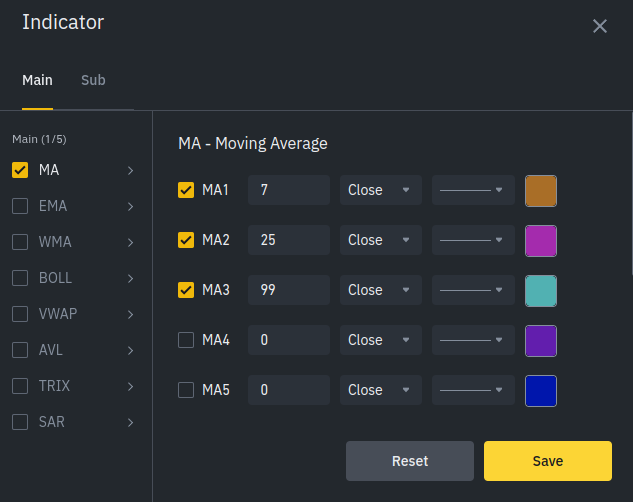 Indicator
Main Sub
Main (1/5)
MA
EMA
WMA
BOLL
VWAP
AVL
TRIX
SAR
MA - Moving Average
MA1 7 Close
MA2 25 Close
MA3 99 Close
MA4 0 Close
MA5 0 Close
Reset Save